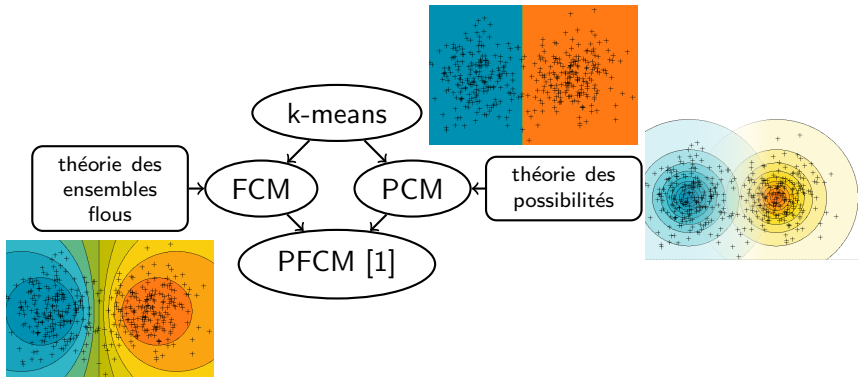 k-means
théorie des
ensembles
flous
FCM
PCM
théorie des
possibilités
PFCM [1]